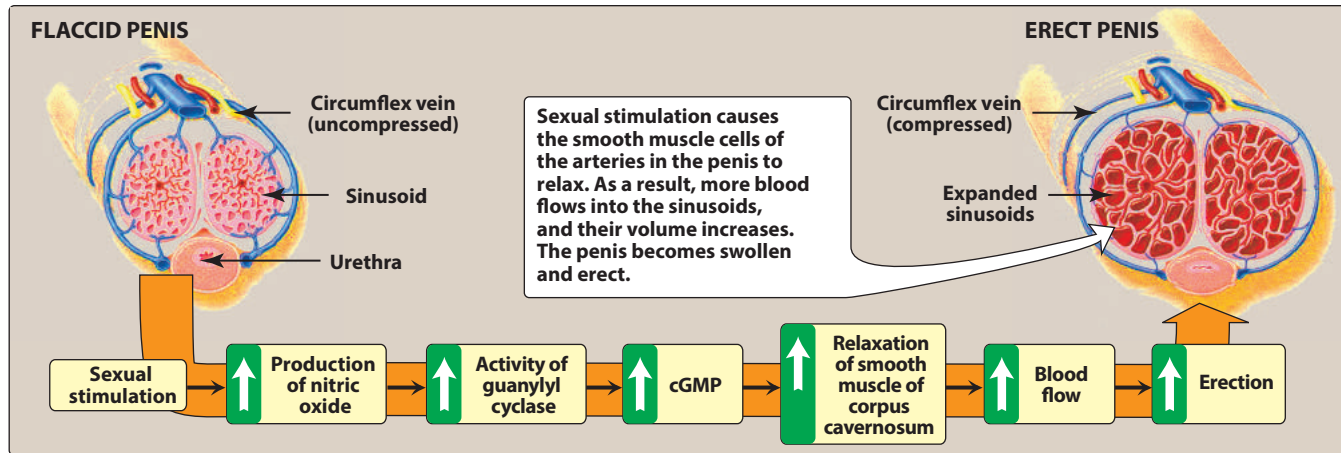 FLACCID PENIS
Circumflex vein
(uncompressed)
Sinusoid
Urethra
Sexual stimulation causes
the smooth muscle cells of
the arteries in the penis to
relax. As a result, more blood
flows into the sinusoids,
and their volume increases.
The penis becomes swollen
and erect.
ERECT PENIS
Circumflex vein
(compressed)
Expanded
sinusoids
Sexual
stimulation
Production
of nitric
oxide
Activity of
guanylyl
cyclase
cGMP
Relaxation
of smooth
muscle of
corpus
cavernosum
Blood
flow
Erection